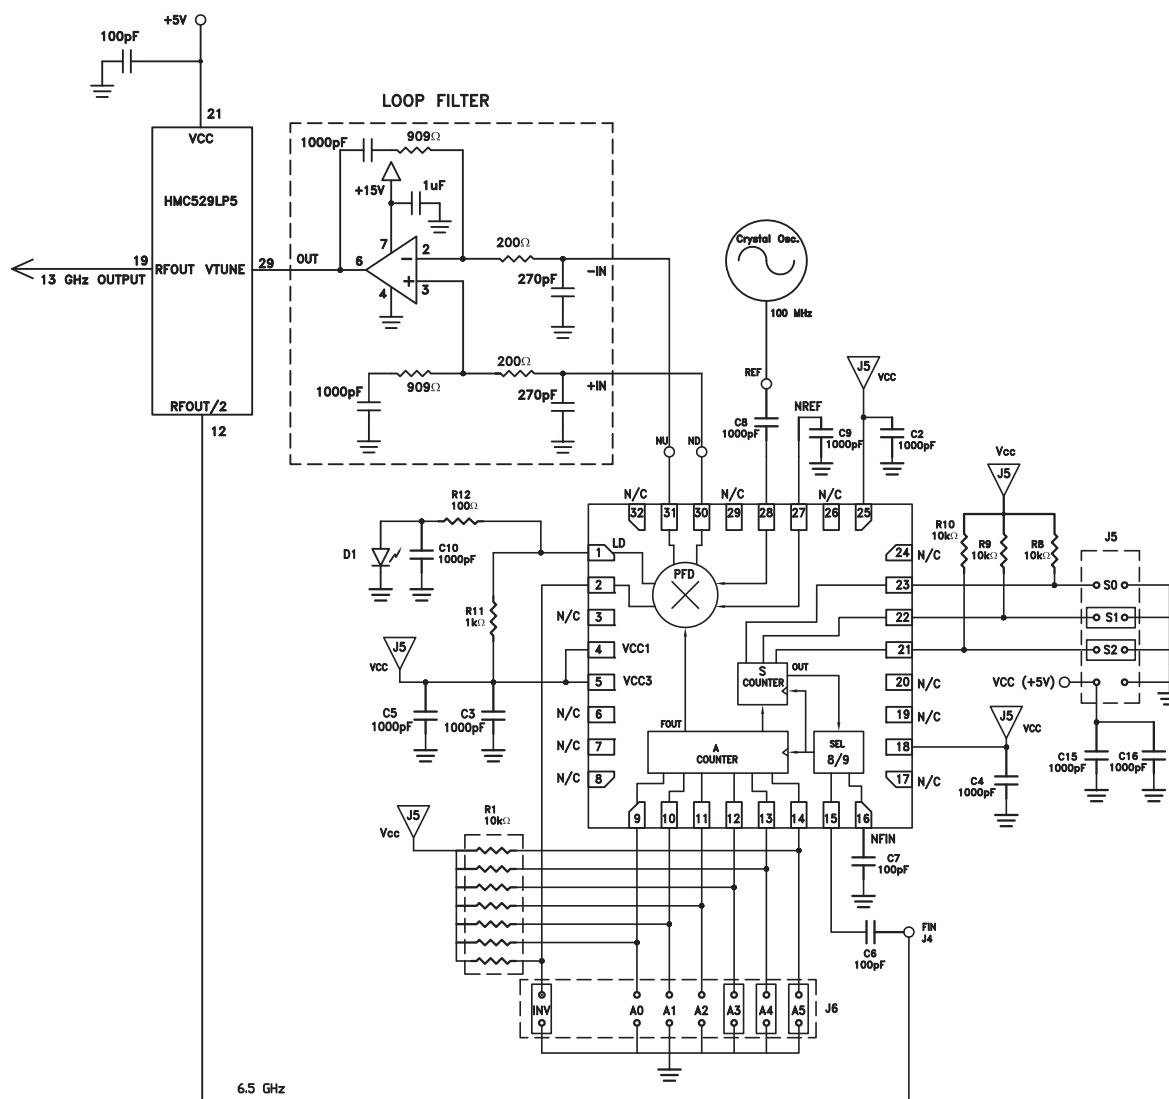 +5V
100pF
21
VCC
HMC529LP5
19
RFOUT VTUNE
29
13 GHz OUTPUT
RFOUT/2
12
LOOP FILTER
1000pF
909Ω
+15V
1uF
OUT
6
7
2
−
+
3
4
200Ω
270pF
−IN
200Ω
909Ω
1000pF
270pF
+IN
Crystal Osc.
100 MHz
REF
C8
1000pF
NREF
C9
1000pF
J5
VCC
C2
1000pF
NU
ND
N/C
32
31
30
N/C
29
28
27
N/C
26
25
R12
100Ω
D1
C10
1000pF
R11
1kΩ
1
LD
2
N/C
3
4
VCC1
5
VCC3
N/C
6
N/C
7
N/C
8
J5
VCC
C5
1000pF
C3
1000pF
PFD
S
COUNTER
OUT
FOUT
A
COUNTER
SEL
8/9
24
N/C
23
22
21
20
N/C
19
N/C
18
17
N/C
Vcc
J5
R10
10kΩ
R9
10kΩ
R8
10kΩ
J5
S0
S1
S2
VCC (+5V)
J5
VCC
C4
1000pF
C15
1000pF
C16
1000pF
9
10
11
12
13
14
15
16
NFIN
C7
100pF
J5
Vcc
R1
10kΩ
C6
100pF
FIN
J4
INV
A0
A1
A2
A3
A4
A5
J6
6.5 GHz